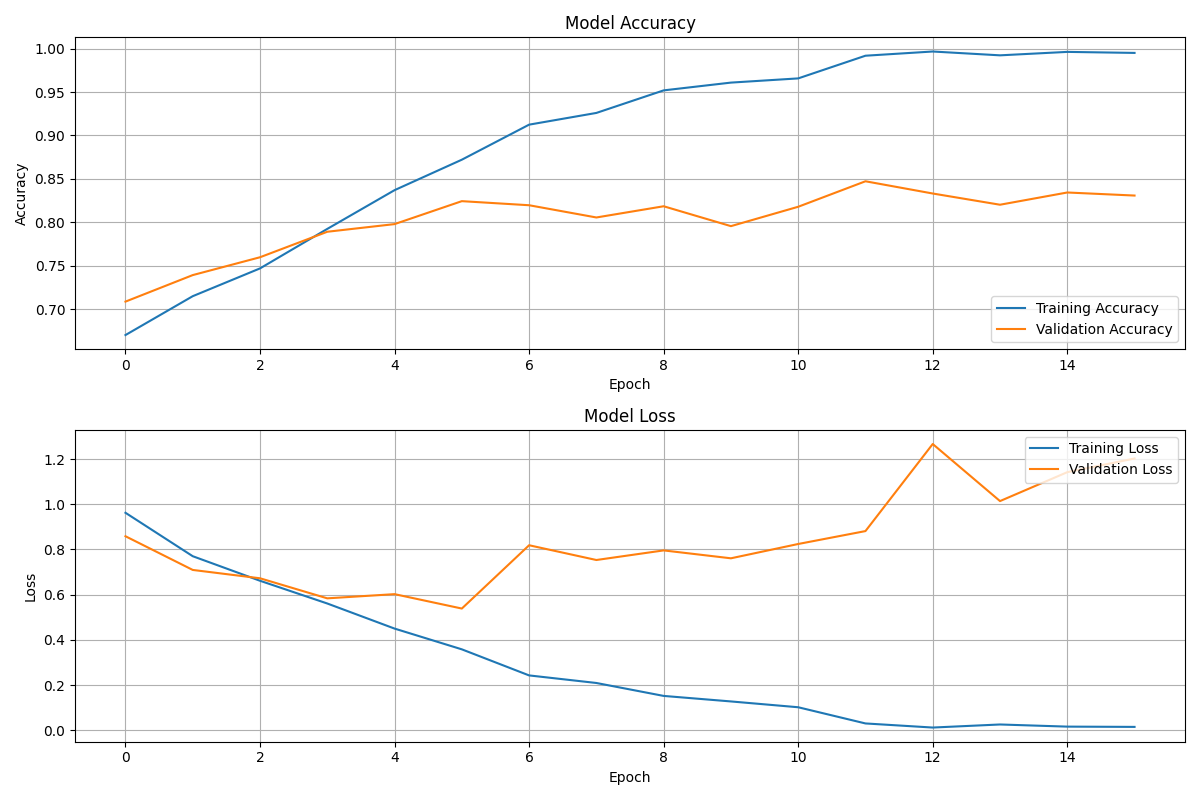 Model Accuracy
1.00
0.95
0.90
0.85
0.80
0.75
0.70
Accuracy
Training Accuracy
Validation Accuracy
0 2 4 6 8 10 12 14
Epoch
Model Loss
1.2
1.0
0.8
0.6
0.4
0.2
0.0
Loss
Training Loss
Validation Loss
0 2 4 6 8 10 12 14
Epoch